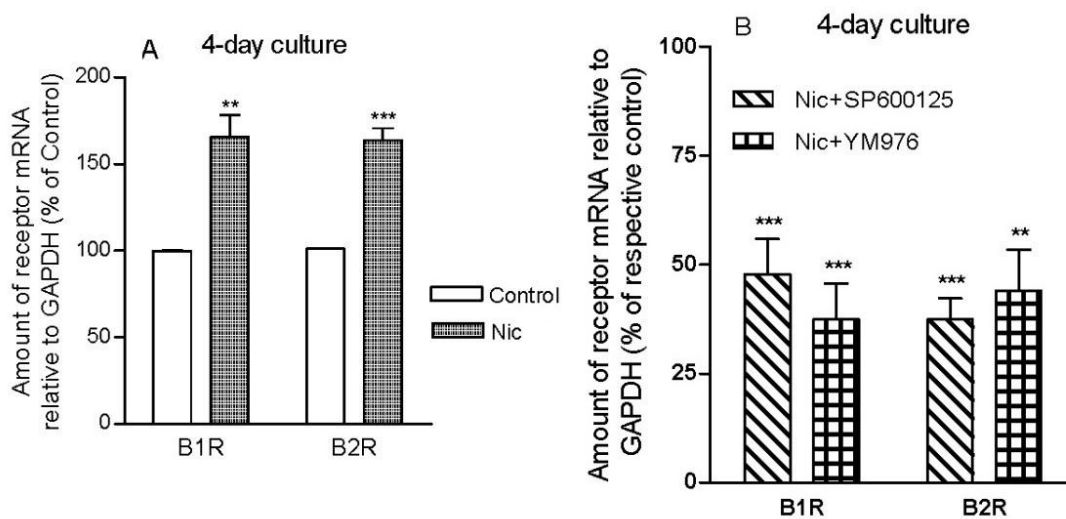 A
4-day culture
Amount of receptor mRNA
relative to GAPDH (% of Control)
200
150
100
50
0
**
***
Control
Nic
B1R
B2R
B
4-day culture
Amount of receptor mRNA relative to
GAPDH (% of respective control)
100
75
50
25
0
Nic+SP600125
Nic+YM976
***
***
***
**
B1R
B2R